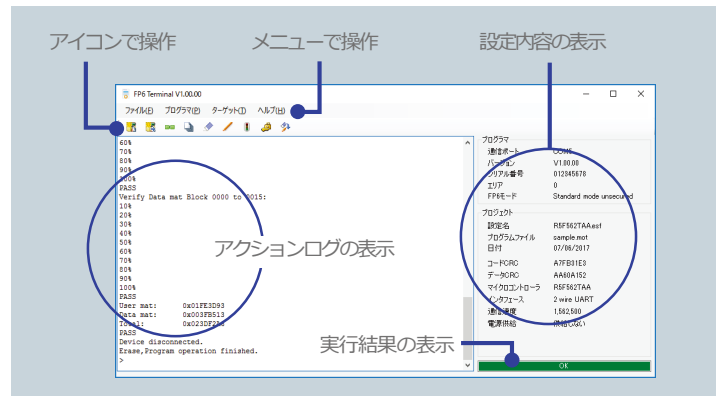 アイコンで操作
メニューで操作
設定内容の表示
FP6 Terminal V1.00.00
ファイル(F) プログラマ(P) ターゲット(T) ヘルプ(H)
60%
70%
80%
90%
100%
PASS
Verify Data mat Block 0000 to 0015:
10%
20%
30%
40%
50%
60%
70%
80%
90%
100%
PASS
User mat: 0x01FE3D93
Data mat: 0x003FB513
PASS
Device disconnected.
Erase,Program operation finished.
>
アクションログの表示
実行結果の表示
プログラマ
通信ポート
バージョン V1.00.00
シリアル番号 012345678
エリア 0
FP6モード Standard mode unsecured
プロジェクト
設定名 R5F562TAA.esf
プログラムファイル sample.mot
日付 07/06/2017
コードCRC A7FB31E3
データCRC AA60A152
マイクロコントローラ R5F562TAA
インタフェース 2 wire UART
通信速度 1,562,500
電源供給 供給しない
OK